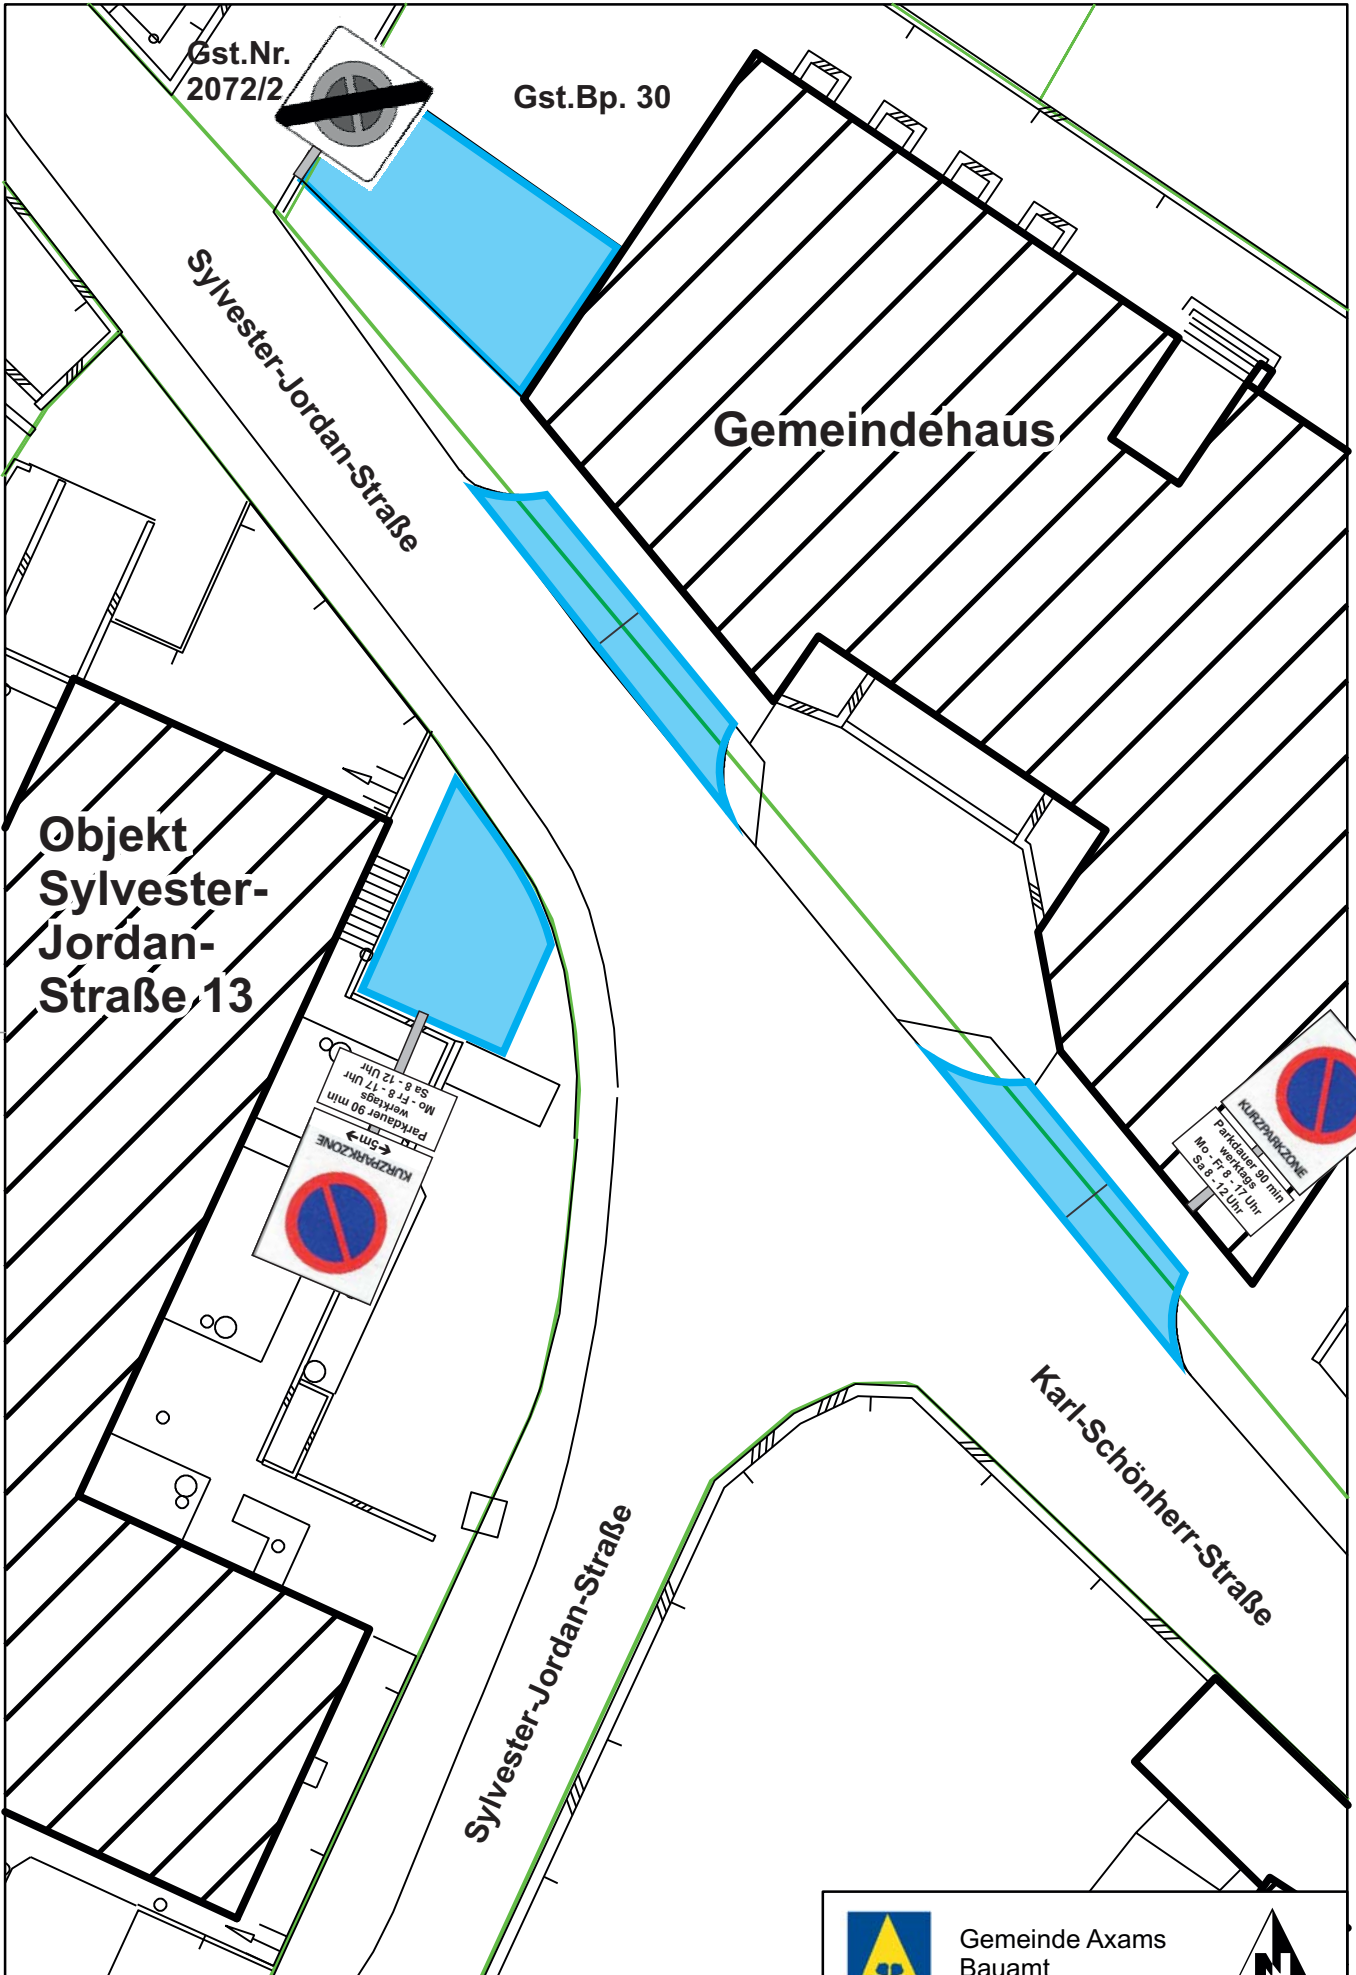 Gst.Nr.
2072/2
Gst.Bp. 30
Sylvester-Jordan-Straße
Gemeindehaus
Objekt
Sylvester-
Jordan-
Straße 13
KURZPARKZONE
←5m→
Parkdauer 90 min
werktags
Mo - Fr 8 - 17 Uhr
Sa 8 - 12 Uhr
KURZPARKZONE
Parkdauer 90 min
werktags
Mo - Fr 8 - 17 Uhr
Sa 8 - 12 Uhr
Karl-Schönherr-Straße
Sylvester-Jordan-Straße
Gemeinde Axams
Bauamt
N